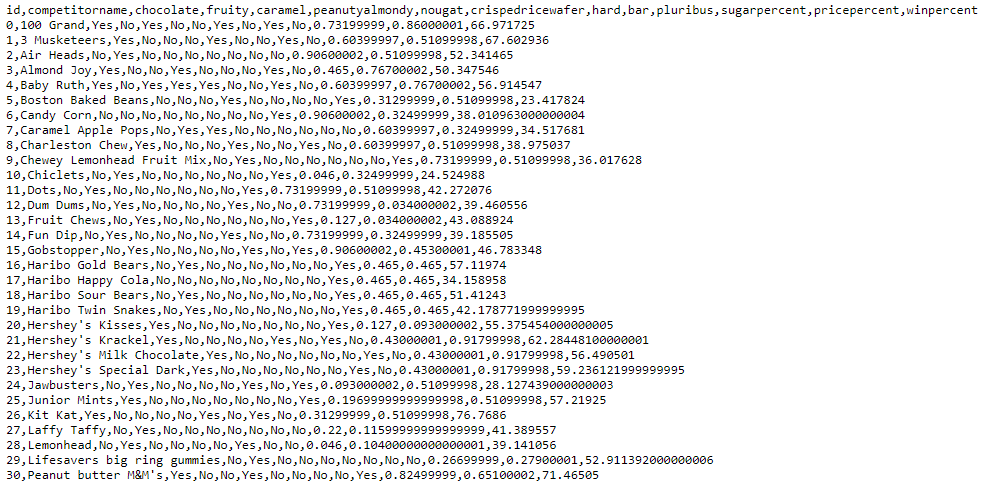 id,competitorname,chocolate,fruity,caramel,peanutyalmondy,nougat,crispedricewafer,hard,bar,pluribus,sugarpercent,pricepercent,winpercent
0,100 Grand,Yes,No,Yes,No,No,Yes,No,Yes,No,0.73199999,0.86000001,66.971725
1,3 Musketeers,Yes,No,No,No,Yes,No,No,Yes,No,0.60399997,0.51099998,67.602936
2,Air Heads,No,Yes,No,No,No,No,No,No,No,0.90600002,0.51099998,52.341465
3,Almond Joy,Yes,No,No,Yes,No,No,No,Yes,No,0.465,0.76700002,50.347546
4,Baby Ruth,Yes,No,Yes,Yes,Yes,No,No,Yes,No,0.60399997,0.76700002,56.914547
5,Boston Baked Beans,No,No,No,Yes,No,No,No,No,Yes,0.31299999,0.51099998,23.417824
6,Candy Corn,No,No,No,No,No,No,No,No,Yes,0.90600002,0.32499999,38.010963000000004
7,Caramel Apple Pops,No,Yes,Yes,No,No,No,No,No,No,0.60399997,0.32499999,34.517681
8,Charleston Chew,Yes,No,No,No,Yes,No,No,Yes,No,0.60399997,0.51099998,38.975037
9,Chewey Lemonhead Fruit Mix,No,Yes,No,No,No,No,No,No,Yes,0.73199999,0.51099998,36.017628
10,Chiclets,No,Yes,No,No,No,No,No,No,Yes,0.046,0.32499999,24.524988
11,Dots,No,Yes,No,No,No,No,No,No,Yes,0.73199999,0.51099998,42.272076
12,Dum Dums,No,Yes,No,No,No,No,Yes,No,No,0.73199999,0.034000002,39.460556
13,Fruit Chews,No,Yes,No,No,No,No,No,No,Yes,0.127,0.034000002,43.088924
14,Fun Dip,No,Yes,No,No,No,No,Yes,No,No,0.73199999,0.32499999,39.185505
15,Gobstopper,No,Yes,No,No,No,No,Yes,No,Yes,0.90600002,0.45300001,46.783348
16,Haribo Gold Bears,No,Yes,No,No,No,No,No,No,Yes,0.465,0.465,57.11974
17,Haribo Happy Cola,No,No,No,No,No,No,No,No,Yes,0.465,0.465,34.158958
18,Haribo Sour Bears,No,Yes,No,No,No,No,No,No,Yes,0.465,0.465,51.41243
19,Haribo Twin Snakes,No,Yes,No,No,No,No,No,No,Yes,0.465,0.465,42.178771999999995
20,Hershey's Kisses,Yes,No,No,No,No,No,No,No,Yes,0.127,0.093000002,55.375454000000005
21,Hershey's Krackel,Yes,No,No,No,No,Yes,No,Yes,No,0.43000001,0.91799998,62.28448100000001
22,Hershey's Milk Chocolate,Yes,No,No,No,No,No,No,Yes,No,0.43000001,0.91799998,56.490501
23,Hershey's Special Dark,Yes,No,No,No,No,No,No,Yes,No,0.43000001,0.91799998,59.236121999999995
24,Jawbusters,No,Yes,No,No,No,No,Yes,No,Yes,0.093000002,0.51099998,28.127439000000003
25,Junior Mints,Yes,No,No,No,No,No,No,No,Yes,0.19699999999999998,0.51099998,57.21925
26,Kit Kat,Yes,No,No,No,No,Yes,No,Yes,No,0.31299999,0.51099998,76.7686
27,Laffy Taffy,No,Yes,No,No,No,No,No,No,No,0.22,0.11599999999999999,41.389557
28,Lemonhead,No,Yes,No,No,No,No,Yes,No,No,0.046,0.10400000000000001,39.141056
29,Lifesavers big ring gummies,No,Yes,No,No,No,No,No,No,No,0.26699999,0.27900001,52.911392000000006
30,Peanut butter M&M's,Yes,No,No,Yes,No,No,No,No,Yes,0.82499999,0.65100002,71.46505